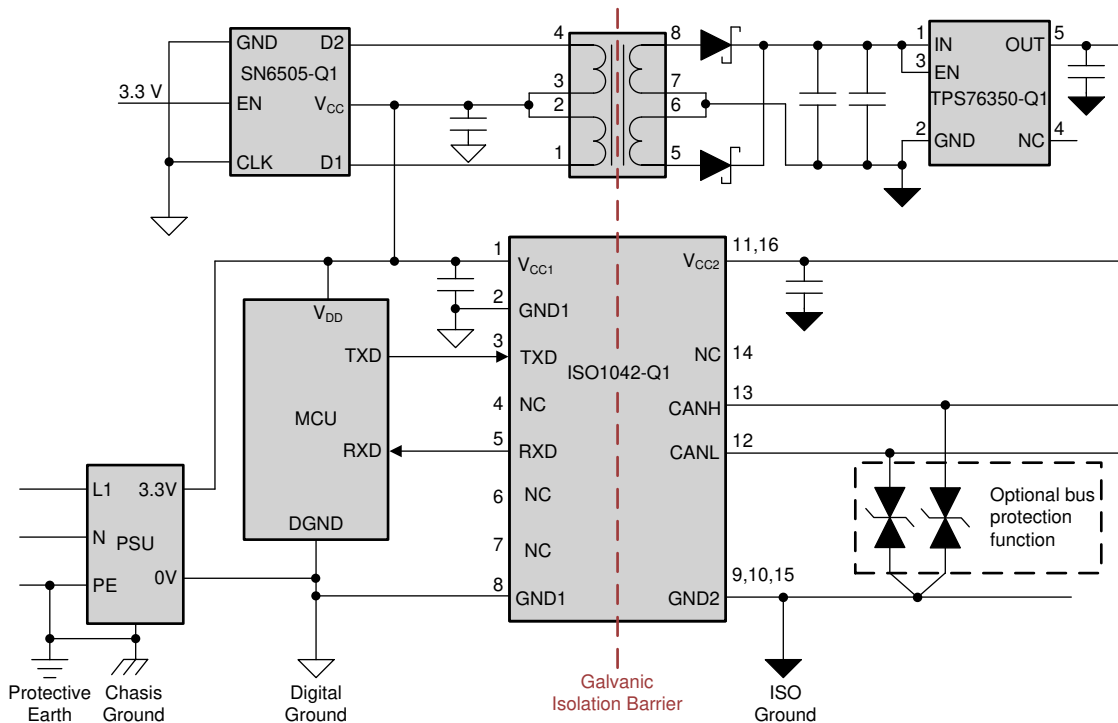 GND
D2
SN6505-Q1
3.3 V
EN
VCC
CLK
D1
4
3
2
1
8
7
6
5
1
3
2
IN
EN
OUT
5
TPS76350-Q1
GND
NC
4
1
VCC1
2
GND1
3
TXD
4
NC
5
RXD
6
NC
7
NC
8
GND1
ISO1042-Q1
11,16
VCC2
NC
14
13
CANH
12
CANL
9,10,15
GND2
VDD
TXD
MCU
RXD
DGND
L1
3.3V
N
PSU
PE
0V
Optional bus
protection
function
Protective
Earth
Chasis
Ground
Digital
Ground
Galvanic
Isolation Barrier
ISO
Ground